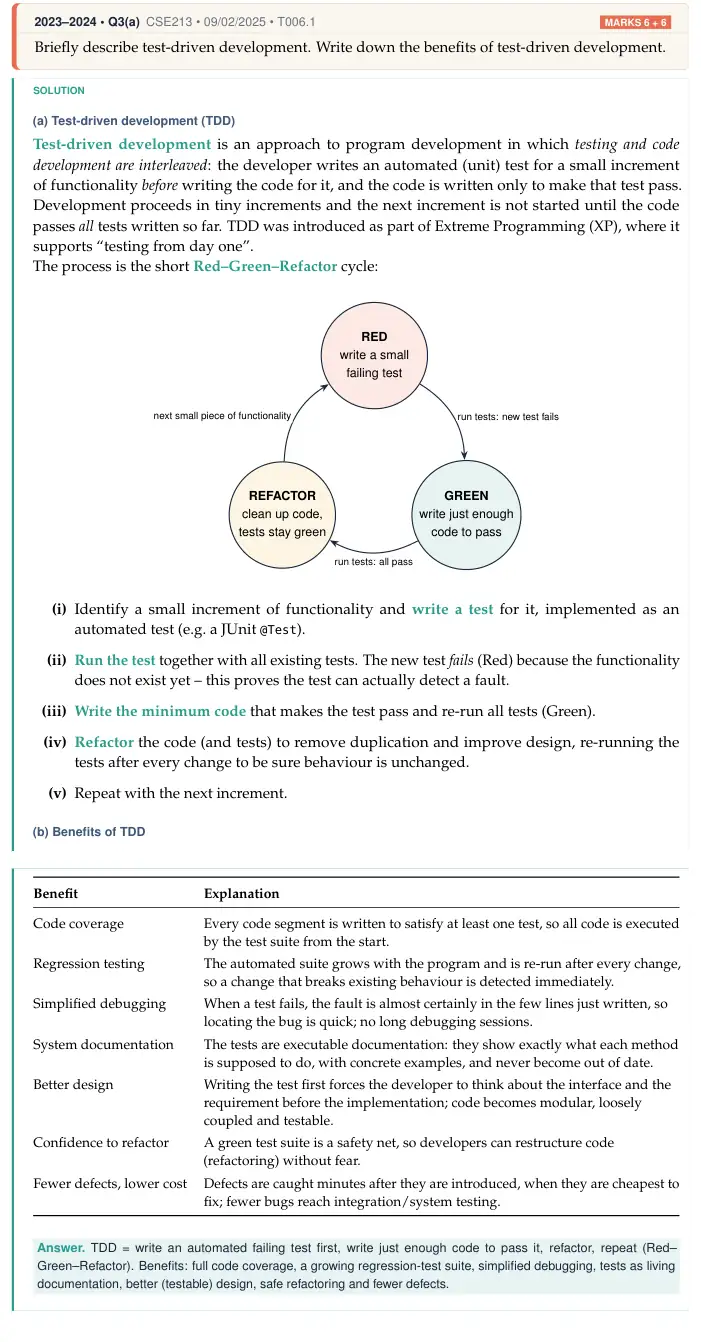 2023–2024 • Q3(a) CSE213 • 09/02/2025 • T006.1 MARKS 6 + 6
Briefly describe test-driven development. Write down the benefits of test-driven development.
SOLUTION
(a) Test-driven development (TDD)
Test-driven development is an approach to program development in which testing and code
development are interleaved: the developer writes an automated (unit) test for a small increment
of functionality before writing the code for it, and the code is written only to make that test pass.
Development proceeds in tiny increments and the next increment is not started until the code
passes all tests written so far. TDD was introduced as part of Extreme Programming (XP), where it
supports “testing from day one”.
The process is the short Red–Green–Refactor cycle:
RED
write a small
failing test
next small piece of functionality
run tests: new test fails
REFACTOR
clean up code,
tests stay green
GREEN
write just enough
code to pass
run tests: all pass
(i) Identify a small increment of functionality and write a test for it, implemented as an
automated test (e.g. a JUnit @Test).
(ii) Run the test together with all existing tests. The new test fails (Red) because the functionality
does not exist yet – this proves the test can actually detect a fault.
(iii) Write the minimum code that makes the test pass and re-run all tests (Green).
(iv) Refactor the code (and tests) to remove duplication and improve design, re-running the
tests after every change to be sure behaviour is unchanged.
(v) Repeat with the next increment.
(b) Benefits of TDD
Benefit Explanation
Code coverage Every code segment is written to satisfy at least one test, so all code is executed
by the test suite from the start.
Regression testing The automated suite grows with the program and is re-run after every change,
so a change that breaks existing behaviour is detected immediately.
Simplified debugging When a test fails, the fault is almost certainly in the few lines just written, so
locating the bug is quick; no long debugging sessions.
System documentation The tests are executable documentation: they show exactly what each method
is supposed to do, with concrete examples, and never become out of date.
Better design Writing the test first forces the developer to think about the interface and the
requirement before the implementation; code becomes modular, loosely
coupled and testable.
Confidence to refactor A green test suite is a safety net, so developers can restructure code
(refactoring) without fear.
Fewer defects, lower cost Defects are caught minutes after they are introduced, when they are cheapest to
fix; fewer bugs reach integration/system testing.
Answer. TDD = write an automated failing test first, write just enough code to pass it, refactor, repeat (Red–
Green–Refactor). Benefits: full code coverage, a growing regression-test suite, simplified debugging, tests as living
documentation, better (testable) design, safe refactoring and fewer defects.